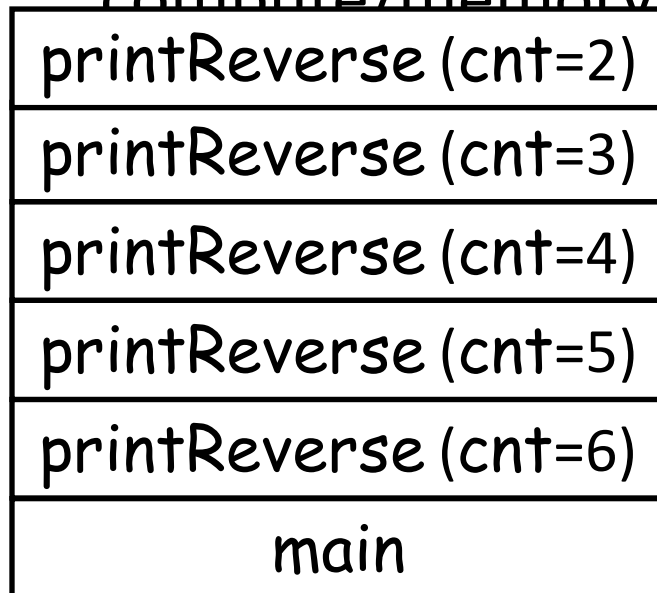 printReverse (cnt=2)
printReverse (cnt=3)
printReverse (cnt=4)
printReverse (cnt=5)
printReverse (cnt=6)
main